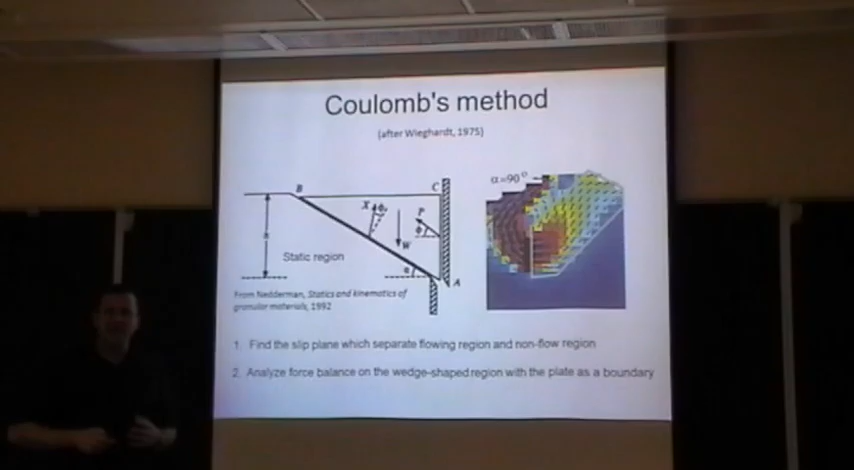 Coulomb's method
(after Wieghardt, 1975)
B
C
α=90°
X
P
W
Static region
A
From Nedderman, Statics and kinematics of
granular materials, 1992
1. Find the slip plane which separate flowing region and non-flow region
2. Analyze force balance on the wedge-shaped region with the plate as a boundary